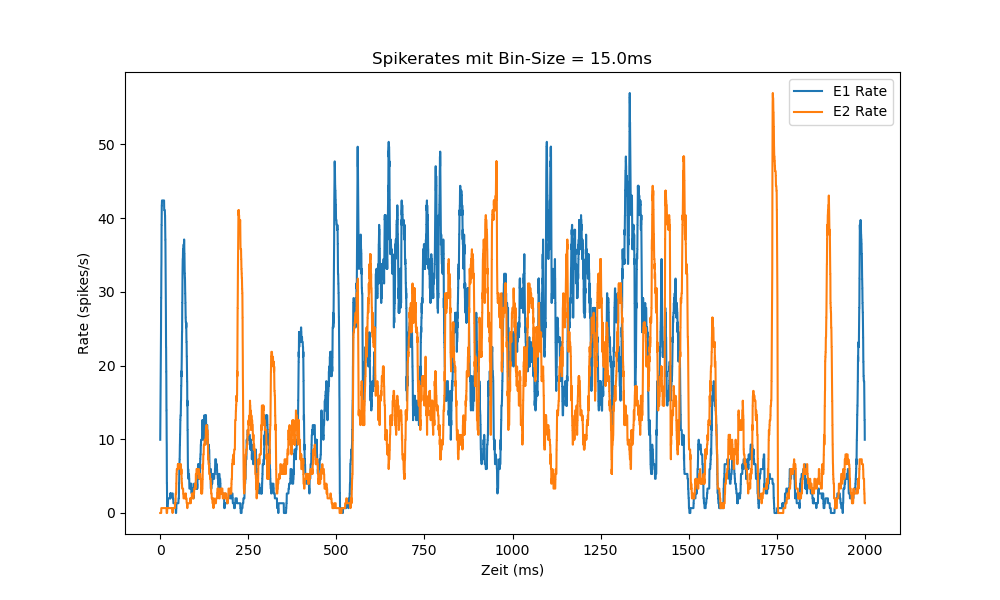 Spikerates mit Bin-Size = 15.0ms
E1 Rate
E2 Rate
Rate (spikes/s)
50
40
30
20
10
0
0 250 500 750 1000 1250 1500 1750 2000
Zeit (ms)